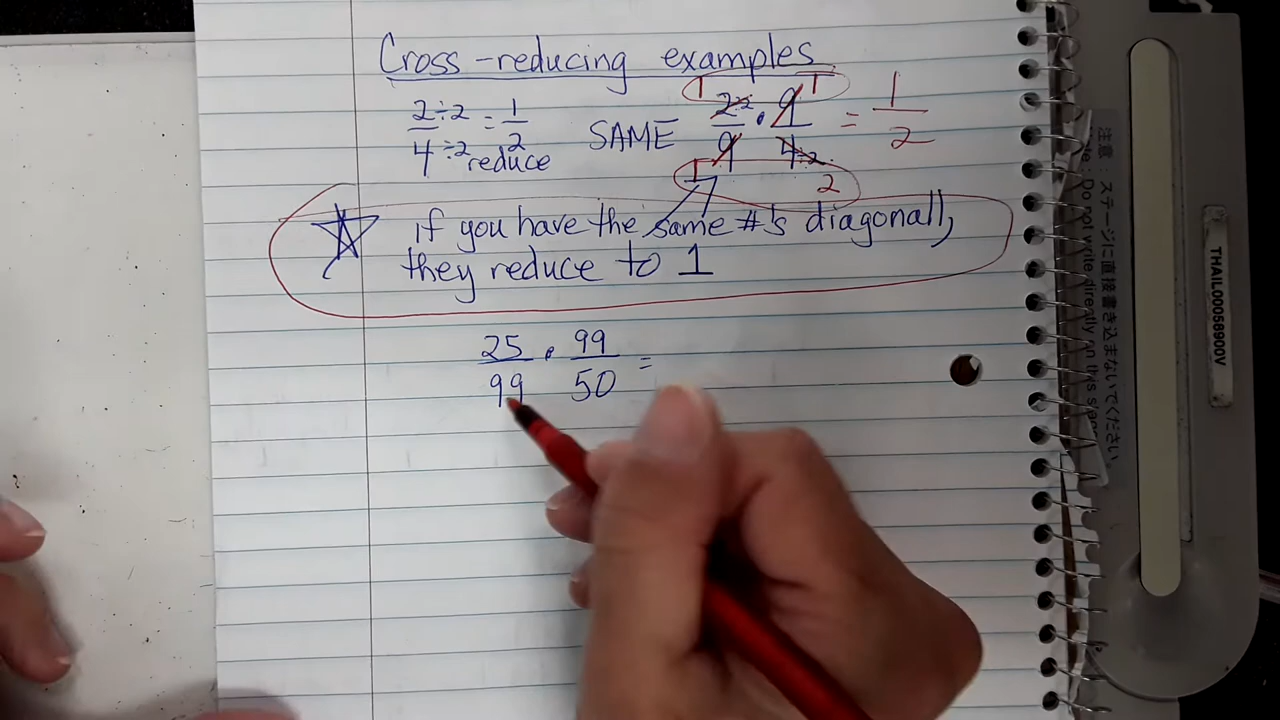 Cross-reducing examples
2÷2 = 1
4÷2 2
reduce
SAME
2÷2 · 9 = 1
9 4÷2 2
1 1
1 2
if you have the same #'s diagonally,
they reduce to 1
25 · 99 =
99 50
注意：ステージに直接書き込まないでください。
Do not write directly on this s
THAIL00058900V